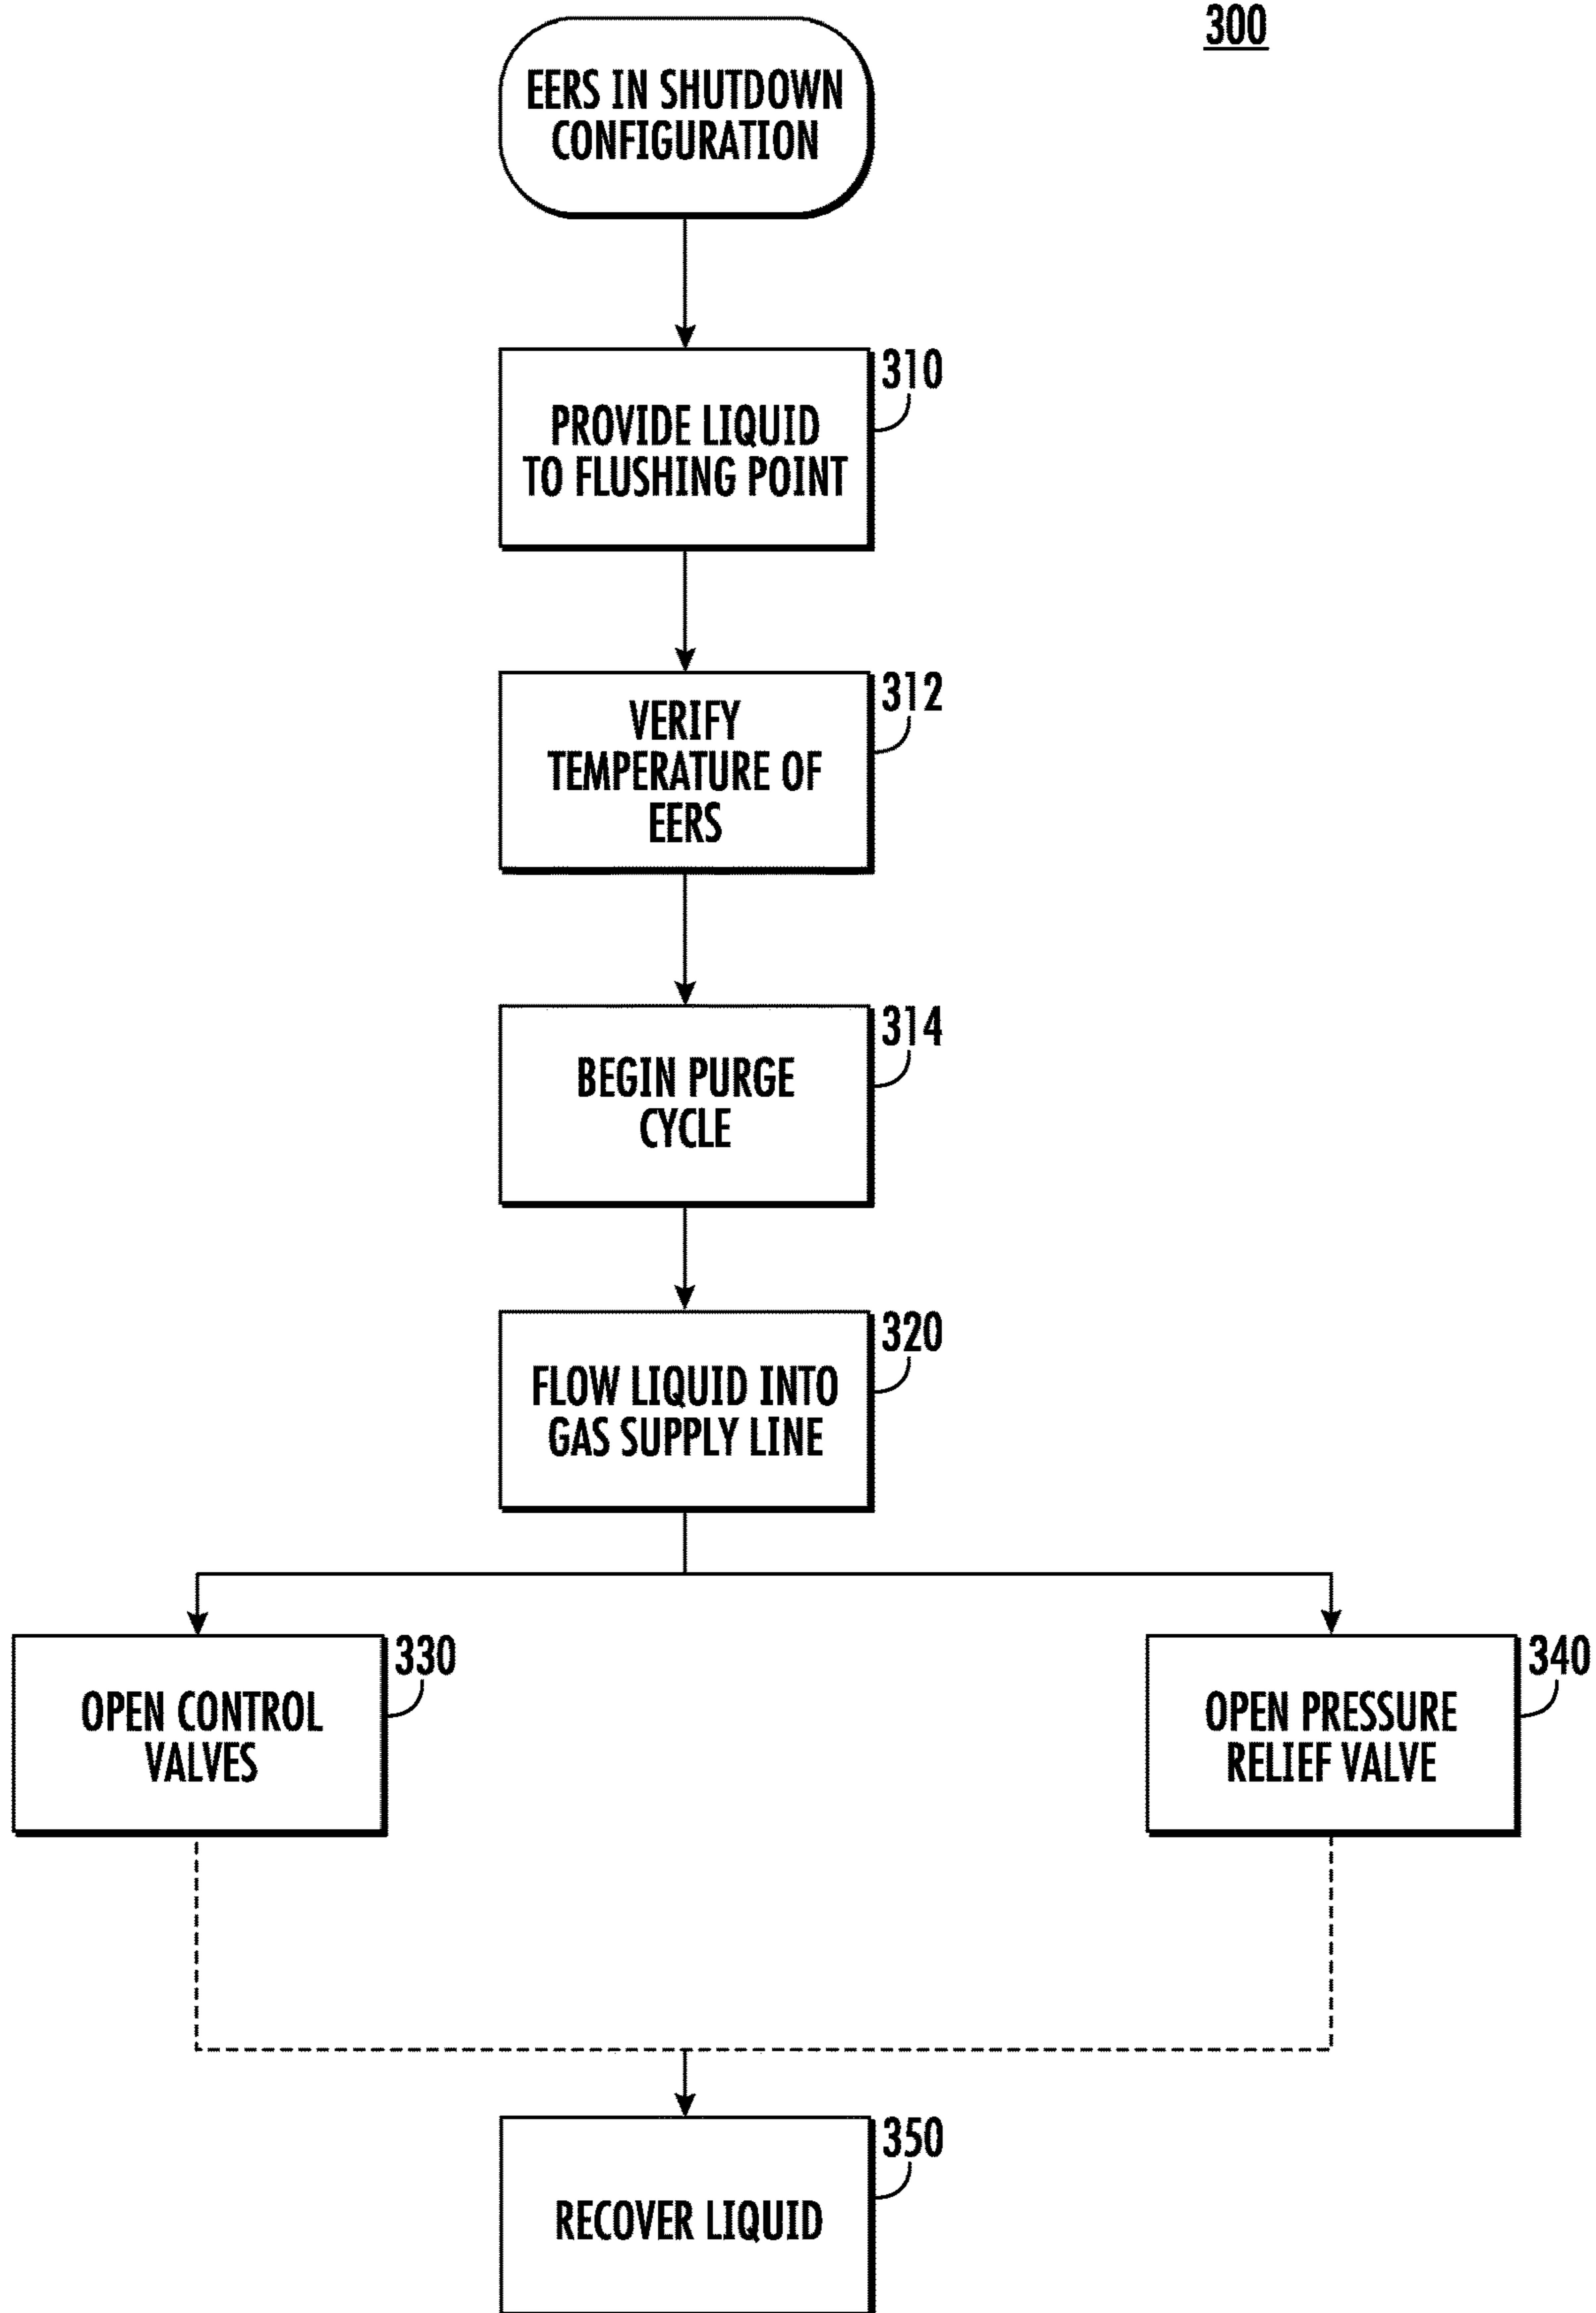 300
EERS IN SHUTDOWN
CONFIGURATION
310
PROVIDE LIQUID
TO FLUSHING POINT
312
VERIFY
TEMPERATURE OF
EERS
314
BEGIN PURGE
CYCLE
320
FLOW LIQUID INTO
GAS SUPPLY LINE
330
OPEN CONTROL
VALVES
340
OPEN PRESSURE
RELIEF VALVE
350
RECOVER LIQUID